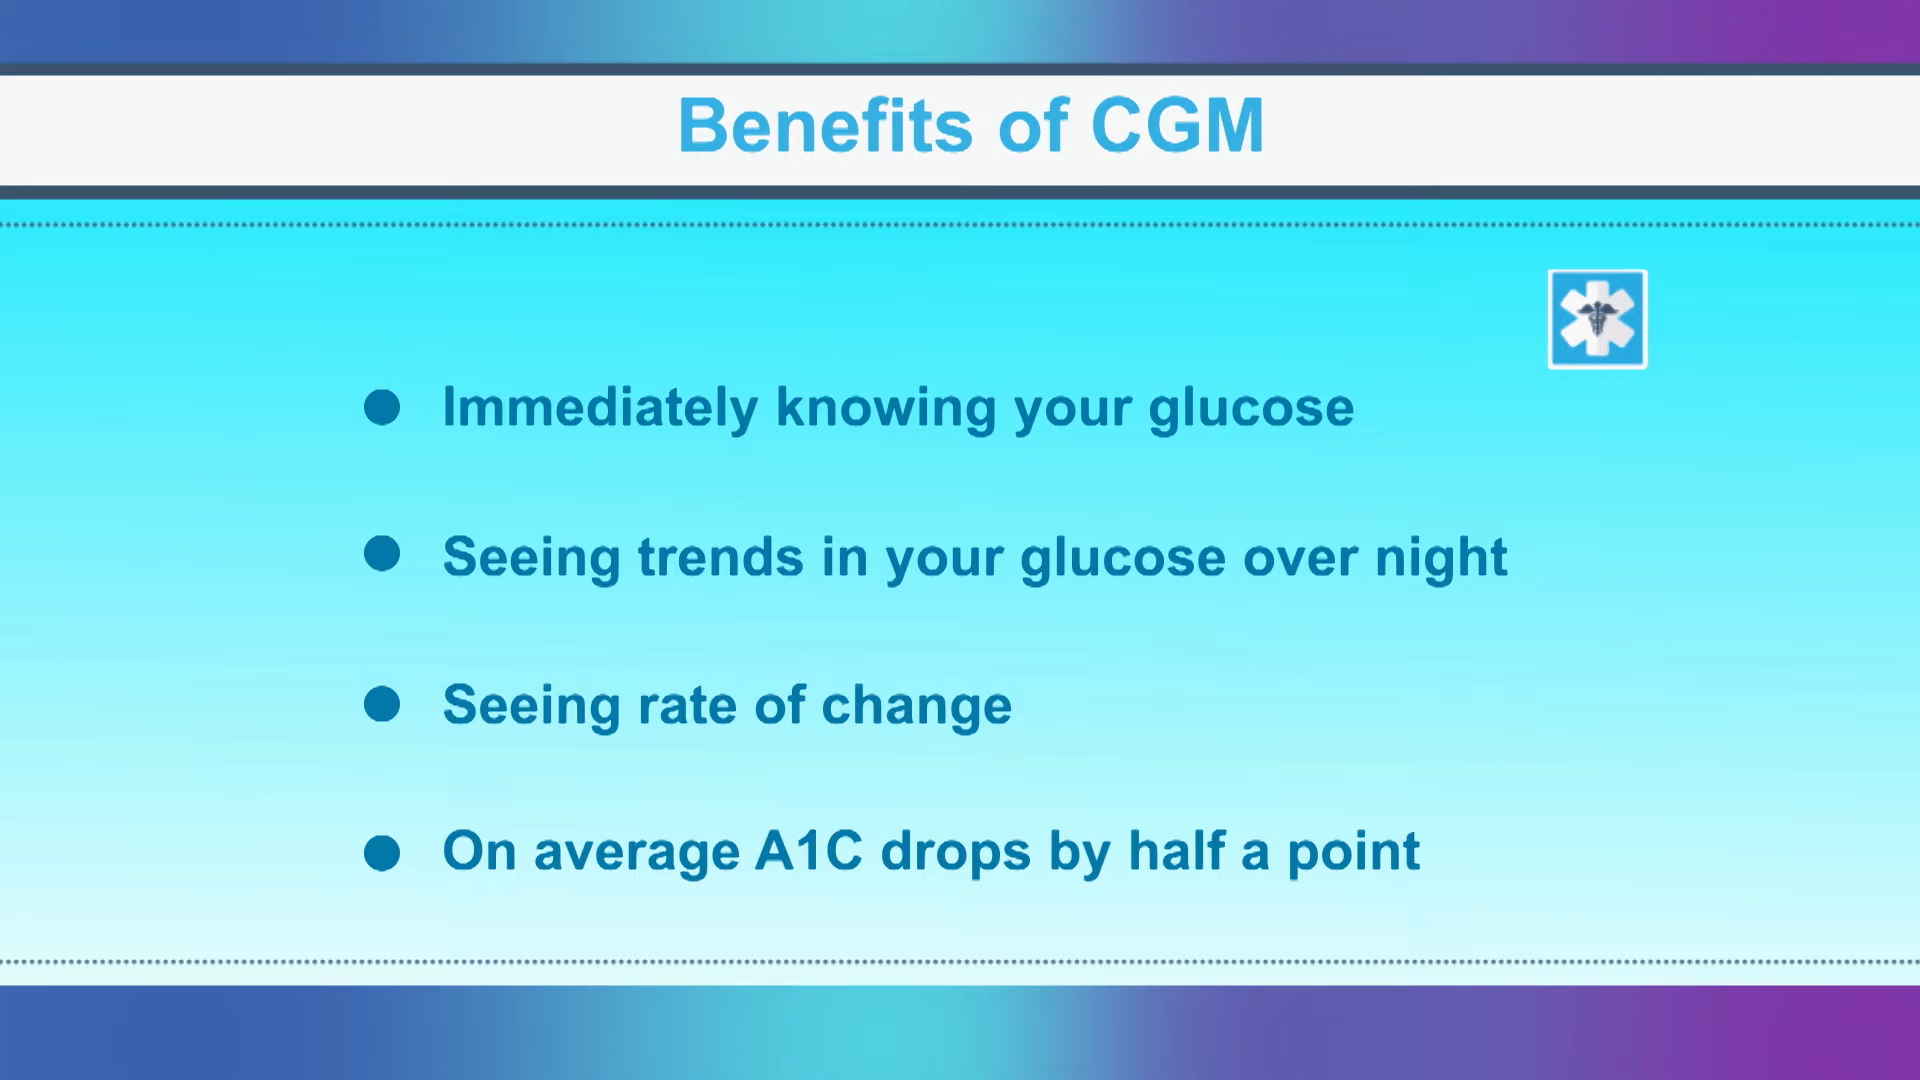 Benefits of CGM
Immediately knowing your glucose
Seeing trends in your glucose over night
Seeing rate of change
On average A1C drops by half a point